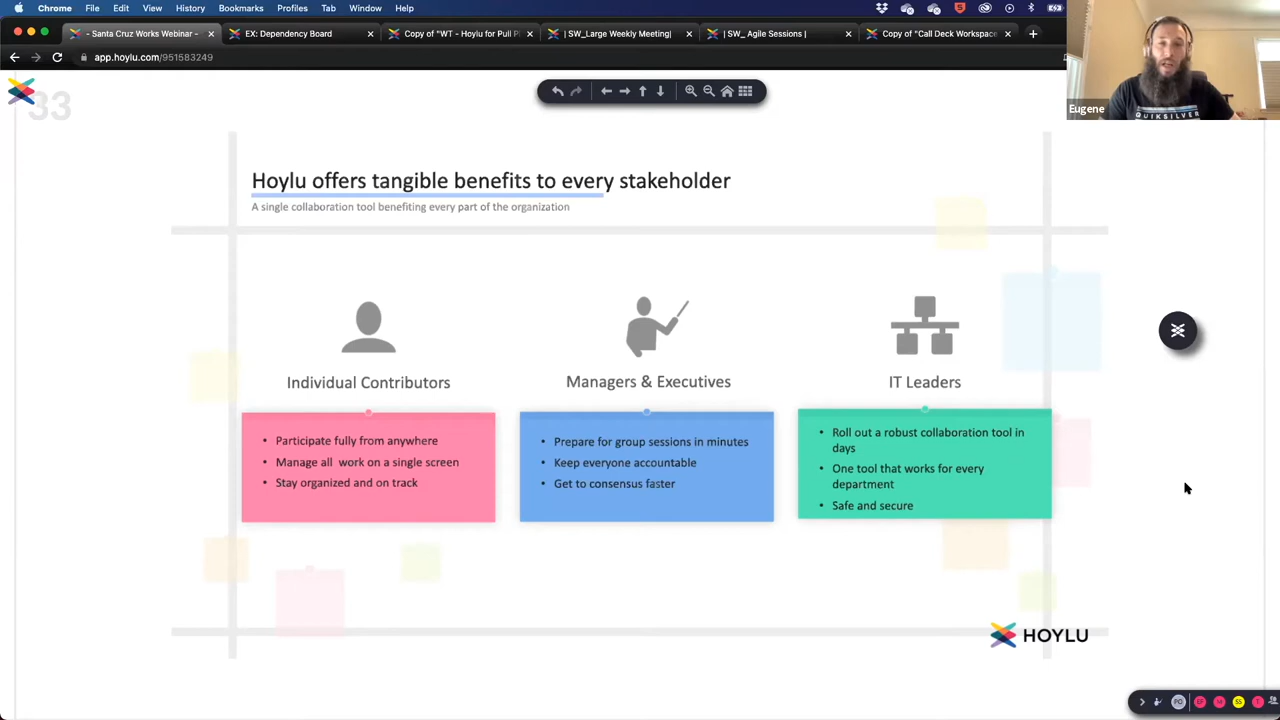 Chrome File Edit View History Bookmarks Profiles Tab Window Help
- Santa Cruz Works Webinar -
EX: Dependency Board
Copy of "WT - Hoylu for Pull P
| SW_Large Weekly Meeting|
| SW_ Agile Sessions |
Copy of "Call Deck Workspace
app.hoylu.com/951583249
33
Eugene
QUIKSILVER
Hoylu offers tangible benefits to every stakeholder
A single collaboration tool benefiting every part of the organization
Individual Contributors
• Participate fully from anywhere
• Manage all work on a single screen
• Stay organized and on track
Managers & Executives
• Prepare for group sessions in minutes
• Keep everyone accountable
• Get to consensus faster
IT Leaders
• Roll out a robust collaboration tool in
days
• One tool that works for every
department
• Safe and secure
HOYLU
PG EF SS T